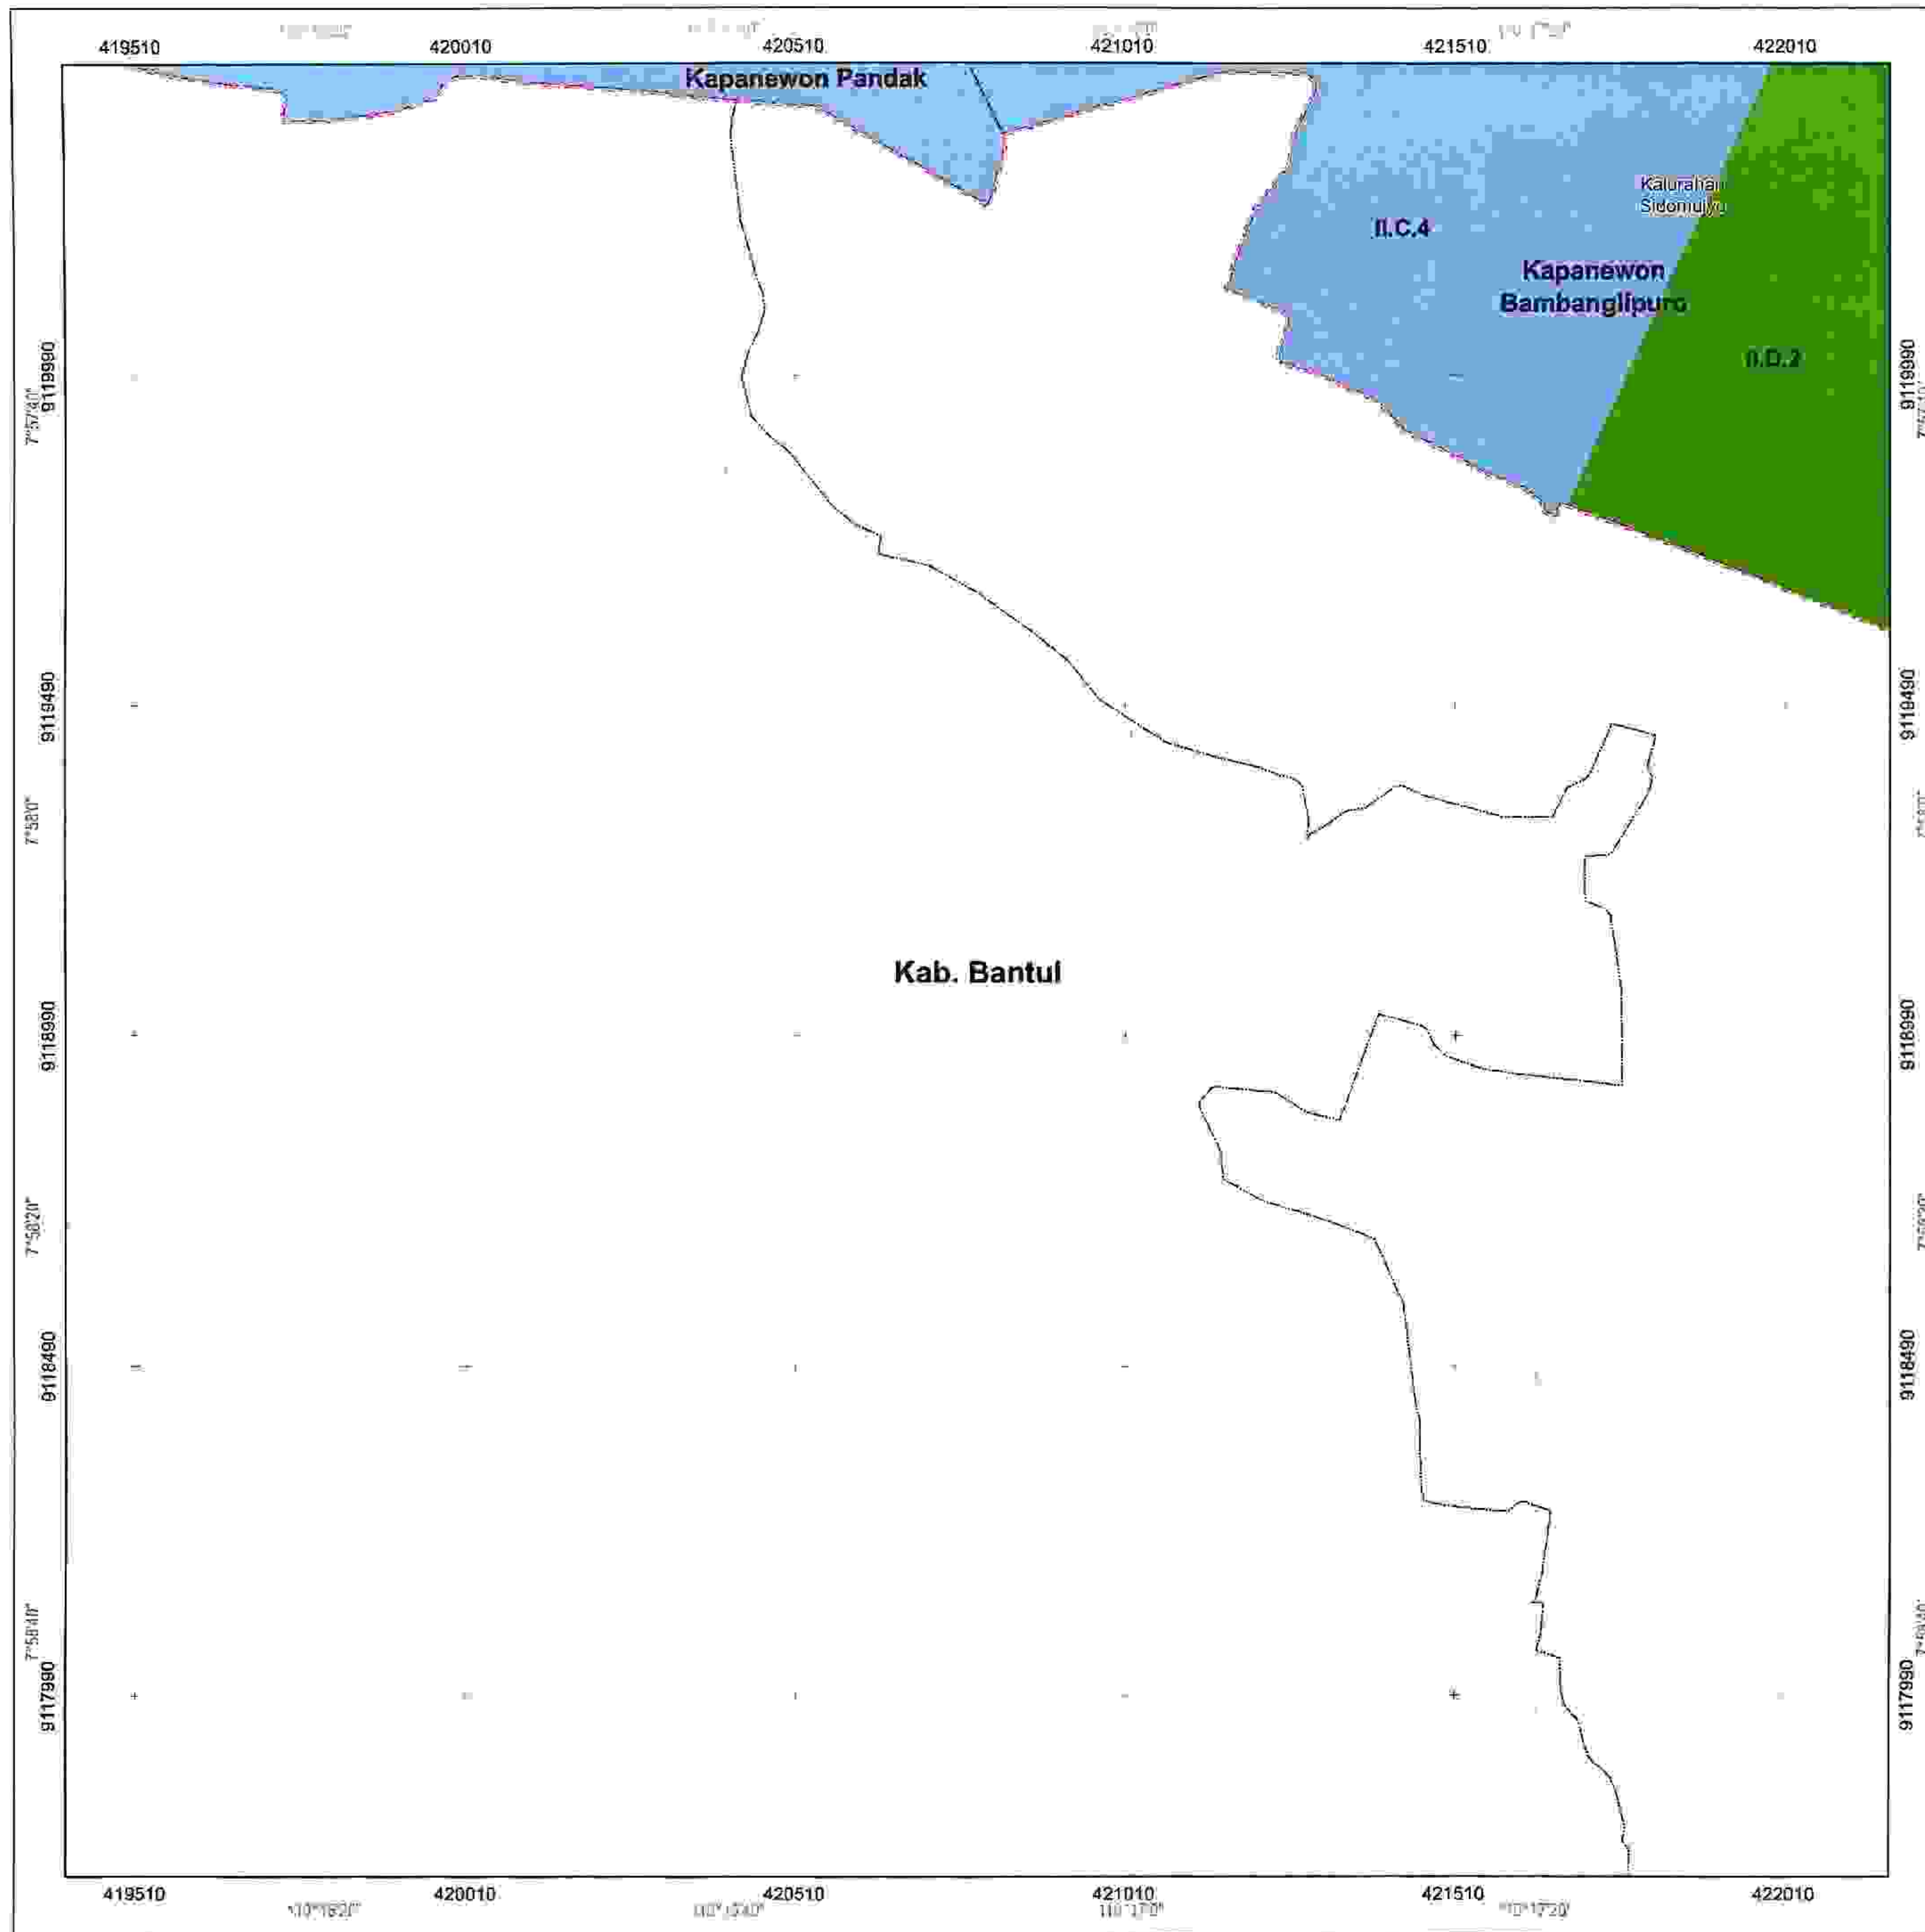 419510 420010 420510 421010 421510 422010
Kapanewon Pandak
Kalurahan
Sidomulyo
II.C.4
Kapanewon
Bambanglipuro
II.D.2
9119990 9119990
7°57'40"
9119490 9119490
7°58'0"
Kab. Bantul
9118990 9118990
7°58'20"
9118490 9118490
7°58'40"
9117990 9117990
419510 420010 420510 421010 421510 422010
110°17'0" 110°17'20"